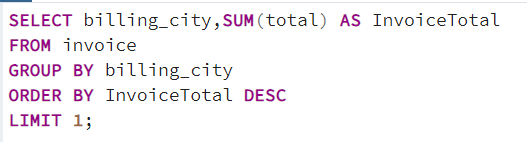 SELECT billing_city,SUM(total) AS InvoiceTotal
FROM invoice
GROUP BY billing_city
ORDER BY InvoiceTotal DESC
LIMIT 1;